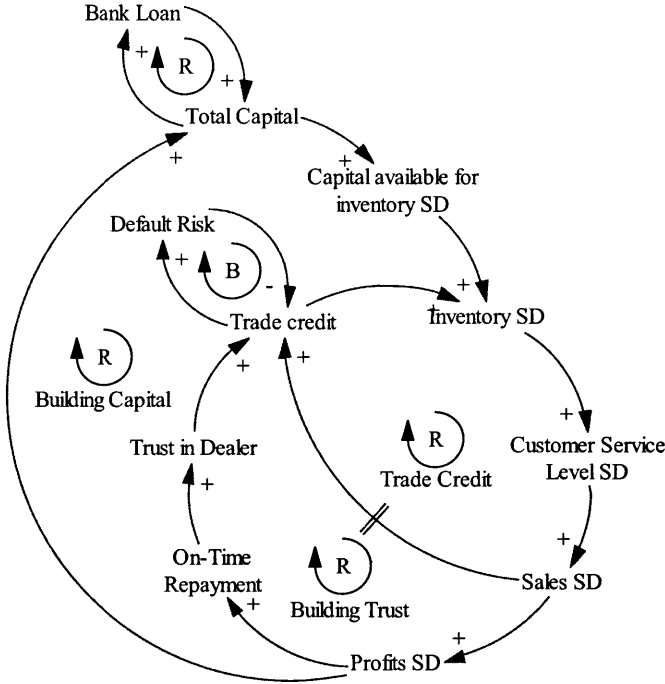 Bank Loan
+
R
+
Total Capital
+
+
Capital available for
inventory SD
Default Risk
+
B
-
+
+
Trade credit
Inventory SD
R
+
+
Building Capital
+
R
Customer Service
Level SD
Trust in Dealer
Trade Credit
+
+
On-Time
Repayment
R
Sales SD
+
Building Trust
+
Profits SD